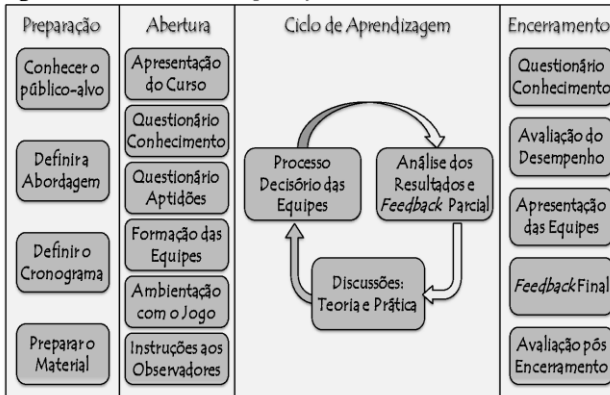 Preparação
Conhecer o
público-alvo
Definir a
Abordagem
Definir o
Cronograma
Preparar o
Material
Abertura
Apresentação
do Curso
Questionário
Conhecimento
Questionário
Aptidões
Formação das
Equipes
Ambientação
com o Jogo
Instruções aos
Observadores
Ciclo de Aprendizagem
Processo
Decisório das
Equipes
Análise dos
Resultados e
Feedback Parcial
Discussões:
Teoria e Prática
Encerramento
Questionário
Conhecimento
Avaliação do
Desempenho
Apresentação
das Equipes
Feedback Final
Avaliação pós
Encerramento